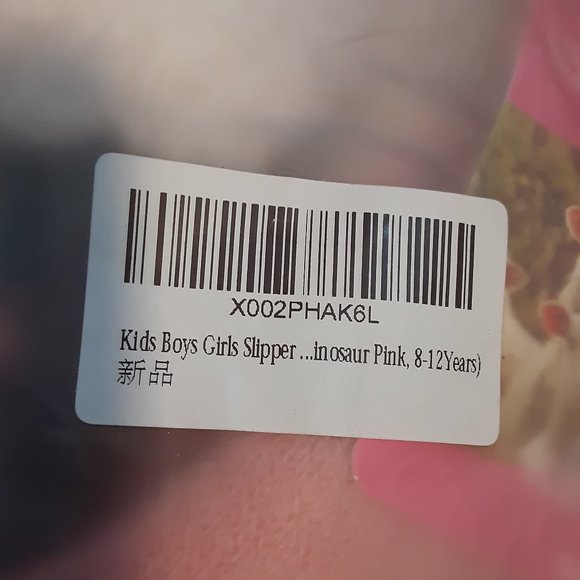 X002PHAK6L
Kids Boys Girls Slipper ...inosaur Pink, 8-12Years)
新品